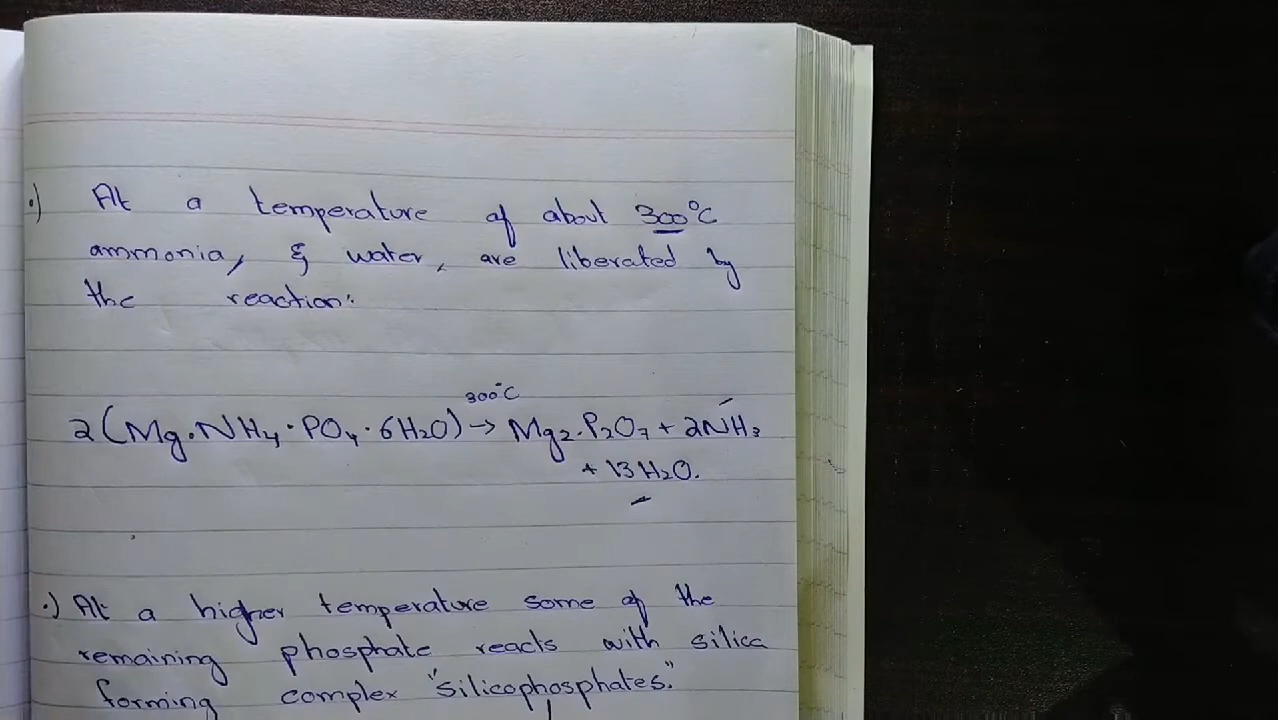 •) At a temperature of about 300°C
ammonia, & water, are liberated by
the reaction:
300°C
2(Mg.NH4·PO4·6H2O) → Mg2.P2O7 + 2NH3
+ 13H2O.
•) At a higher temperature some of the
remaining phosphate reacts with silica
forming complex "silicophosphates."